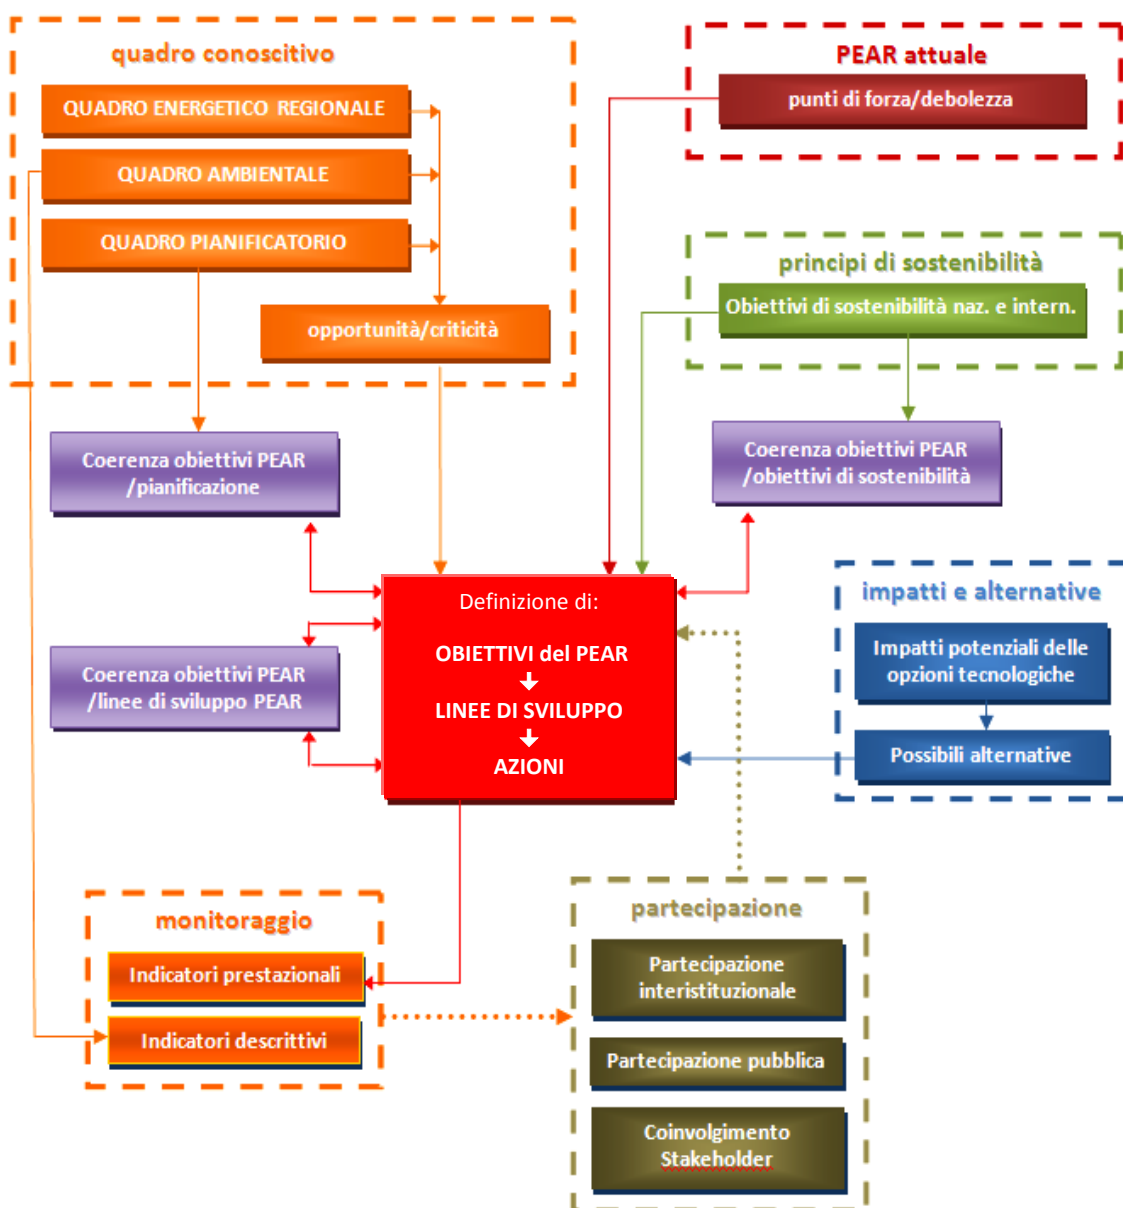 quadro conoscitivo
QUADRO ENERGETICO REGIONALE
QUADRO AMBIENTALE
QUADRO PIANIFICATORIO
opportunità/criticità
PEAR attuale
punti di forza/debolezza
principi di sostenibilità
Obiettivi di sostenibilità naz. e intern.
Coerenza obiettivi PEAR
/pianificazione
Coerenza obiettivi PEAR
/obiettivi di sostenibilità
Definizione di:
OBIETTIVI del PEAR
LINEE DI SVILUPPO
AZIONI
Coerenza obiettivi PEAR
/linee di sviluppo PEAR
impatti e alternative
Impatti potenziali delle
opzioni tecnologiche
Possibili alternative
monitoraggio
Indicatori prestazionali
Indicatori descrittivi
partecipazione
Partecipazione
interistituzionale
Partecipazione pubblica
Coinvolgimento
Stakeholder